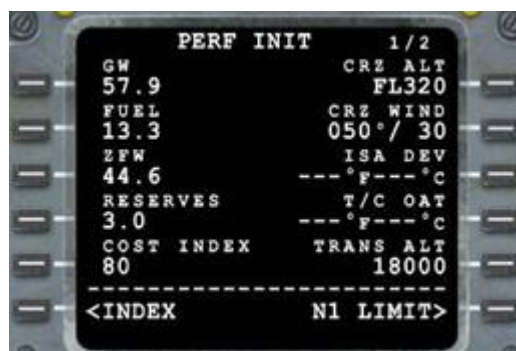 PERF INIT 1/2
GW CRZ ALT
57.9 FL320
FUEL CRZ WIND
13.3 050°/ 30
ZFW ISA DEV
44.6 ---°F---°C
RESERVES T/C OAT
3.0 ---°F---°C
COST INDEX TRANS ALT
80 18000
------------------------
<INDEX N1 LIMIT>